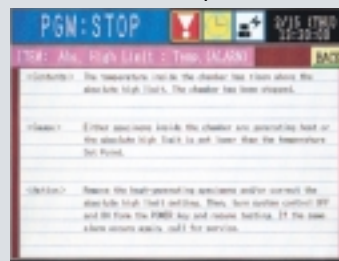 PGM:STOP
ITEM: Abs. High Limit : Temp. (ALARM) BACK
<Contents> The temperature inside the chamber has risen above the
absolute high limit. The chamber has been stopped.
<Cause> Either specimens inside the chamber are generating heat or
the absolute high limit is set lower than the temperature
Set Point.
<Action> Remove the heat-generating specimens and/or correct the
absolute high limit setting. Then, turn system control OFF
and ON from the POWER key and resume testing. If the same
alarm occurs again, call for service.